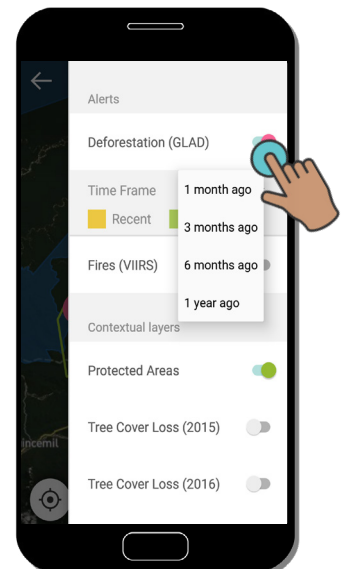 Alerts
Deforestation (GLAD)
Time Frame
1 month ago
Recent
3 months ago
Fires (VIIRS)
6 months ago
1 year ago
Contextual layers
Protected Areas
Tree Cover Loss (2015)
incemil
Tree Cover Loss (2016)